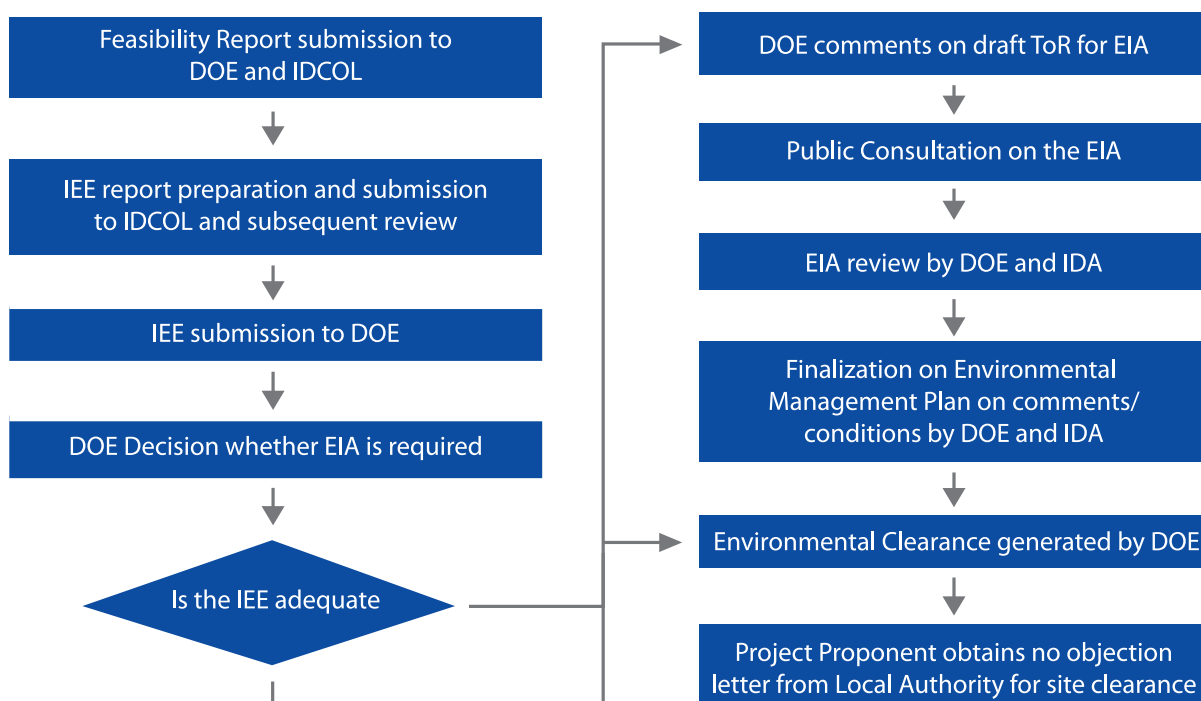 Feasibility Report submission to
DOE and IDCOL
IEE report preparation and submission
to IDCOL and subsequent review
IEE submission to DOE
DOE Decision whether EIA is required
Is the IEE adequate
DOE comments on draft ToR for EIA
Public Consultation on the EIA
EIA review by DOE and IDA
Finalization on Environmental
Management Plan on comments/
conditions by DOE and IDA
Environmental Clearance generated by DOE
Project Proponent obtains no objection
letter from Local Authority for site clearance